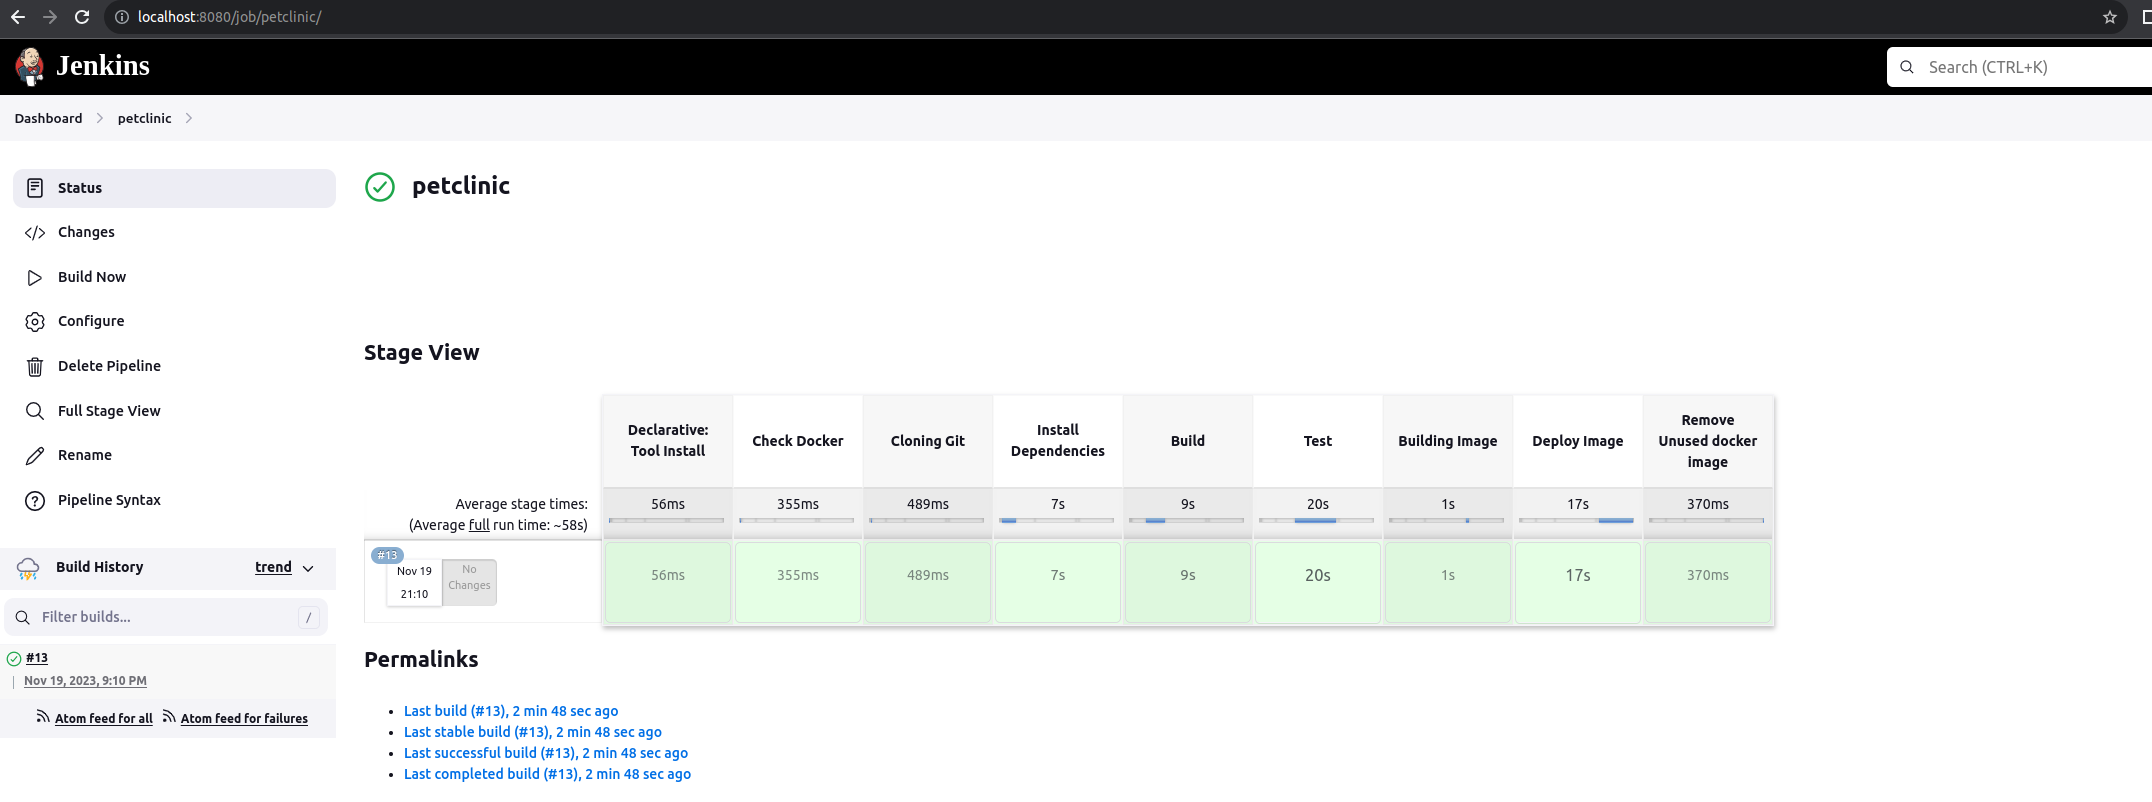 localhost:8080/job/petclinic/
Jenkins
Search (CTRL+K)
Dashboard
petclinic
Status
Changes
Build Now
Configure
Delete Pipeline
Full Stage View
Rename
Pipeline Syntax
Build History
trend
Filter builds...
/
#13
Nov 19, 2023, 9:10 PM
Atom feed for all
Atom feed for failures
petclinic
Stage View
Declarative:
Tool Install
Check Docker
Cloning Git
Install
Dependencies
Build
Test
Building Image
Deploy Image
Remove
Unused docker
image
Average stage times:
(Average full run time: ~58s)
56ms
355ms
489ms
7s
9s
20s
1s
17s
370ms
#13
Nov 19
21:10
No
Changes
56ms
355ms
489ms
7s
9s
20s
1s
17s
370ms
Permalinks
Last build (#13), 2 min 48 sec ago
Last stable build (#13), 2 min 48 sec ago
Last successful build (#13), 2 min 48 sec ago
Last completed build (#13), 2 min 48 sec ago